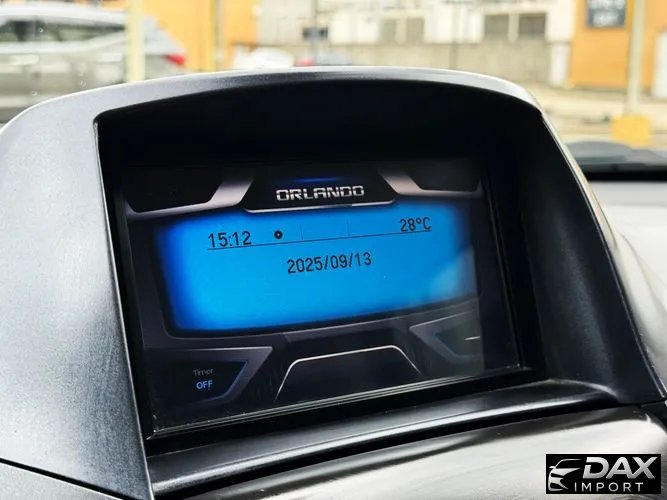 ORLANDO
15:12 28°C
2025/09/13
Timer
OFF
DAX
IMPORT